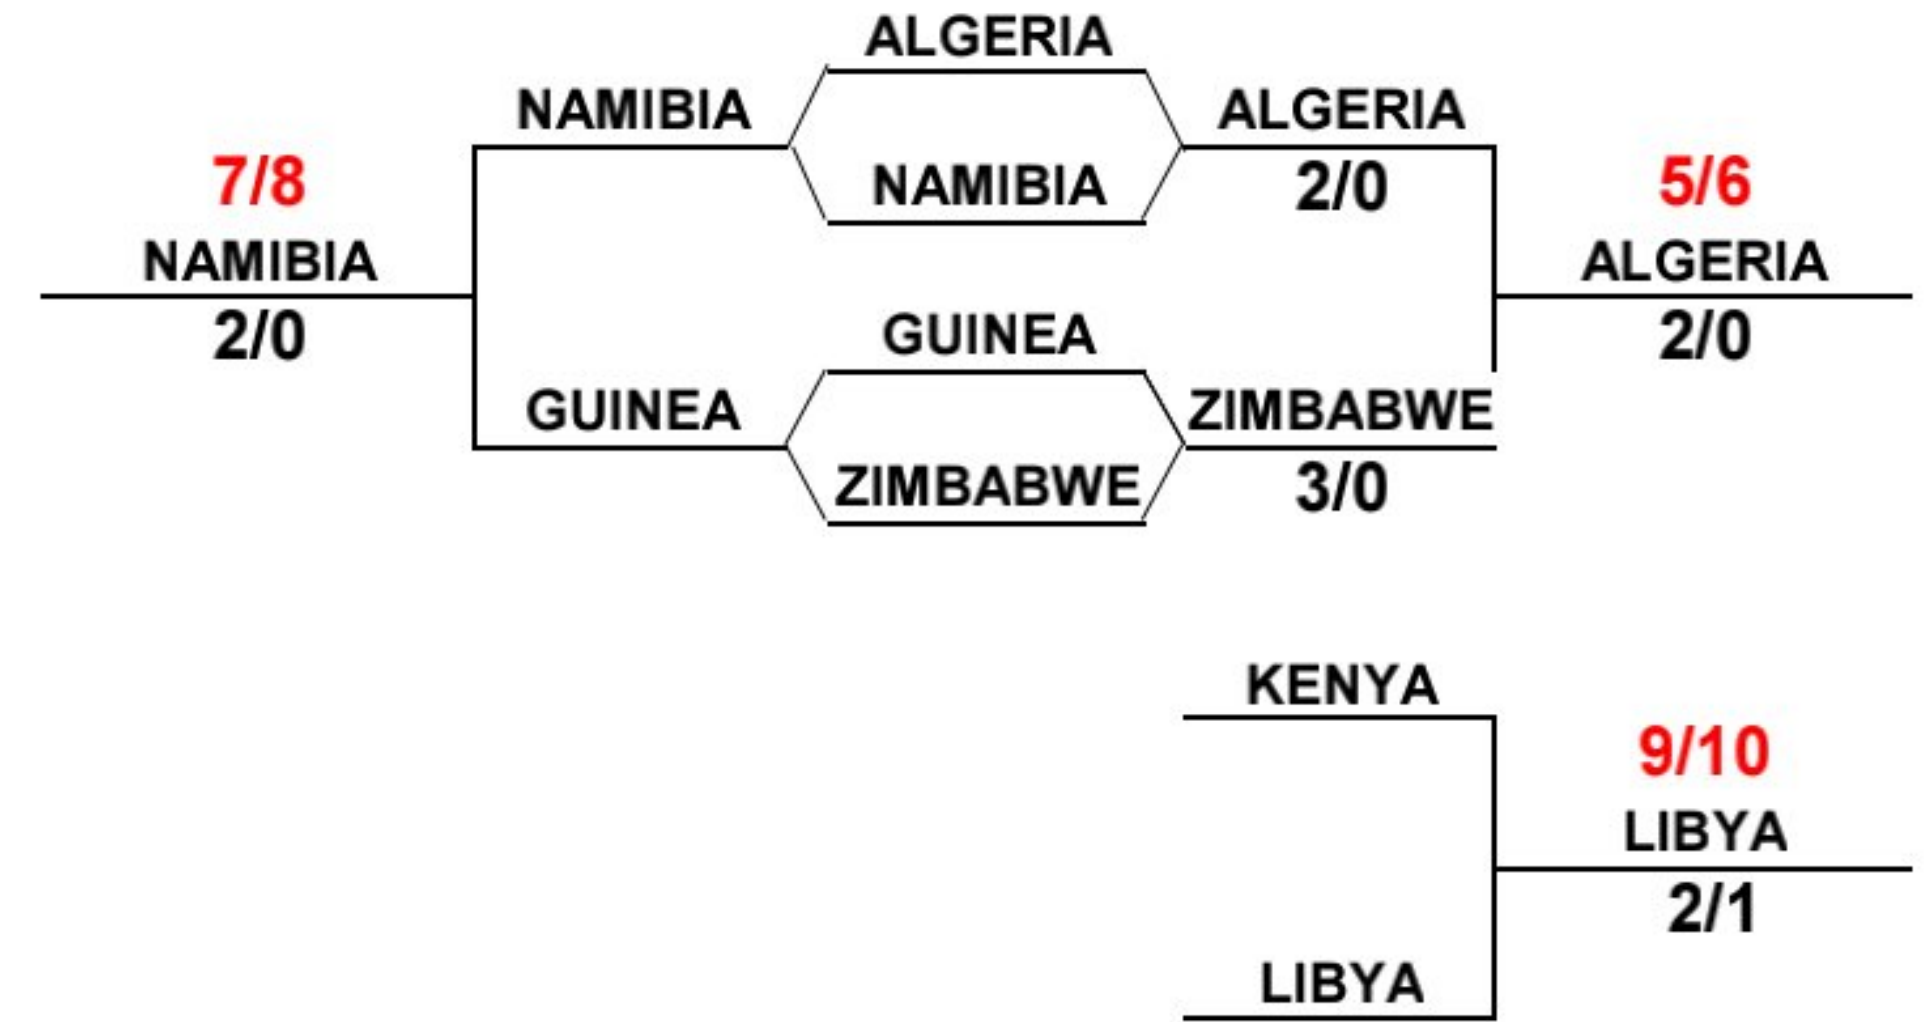 ALGERIA
NAMIBIA
ALGERIA
7/8
NAMIBIA
2/0
5/6
NAMIBIA
ALGERIA
2/0
GUINEA
2/0
GUINEA
ZIMBABWE
ZIMBABWE
3/0
KENYA
9/10
LIBYA
2/1
LIBYA